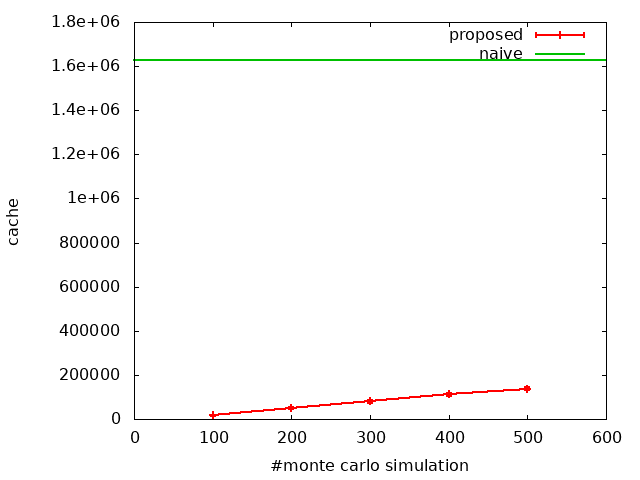 1.8e+06
proposed
naive
1.6e+06
1.4e+06
1.2e+06
1e+06
800000
600000
400000
200000
0
cache
0 100 200 300 400 500 600
#monte carlo simulation